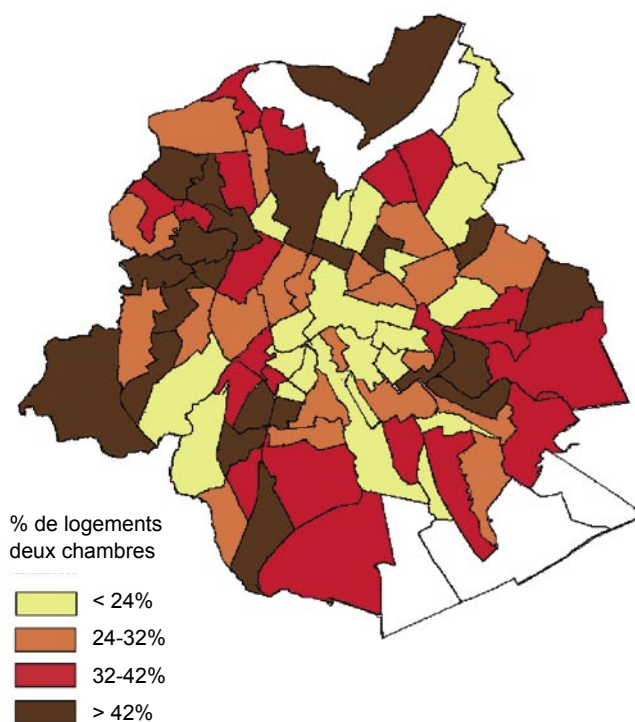 % de logements
deux chambres
< 24%
24-32%
32-42%
> 42%